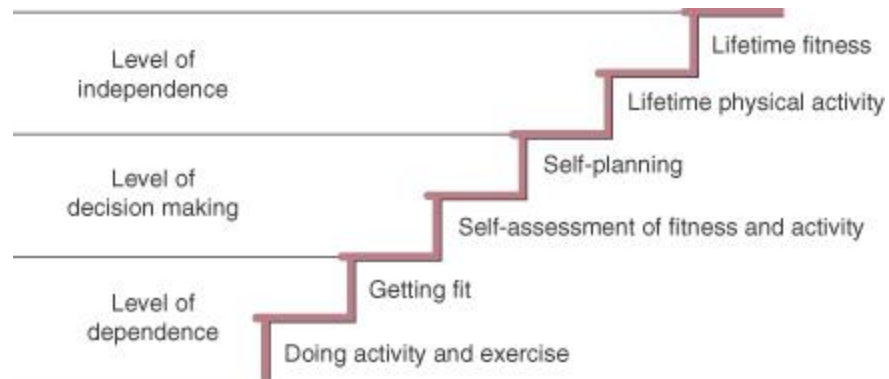 Lifetime fitness
Level of
independence
Lifetime physical activity
Self-planning
Level of
decision making
Self-assessment of fitness and activity
Getting fit
Level of
dependence
Doing activity and exercise